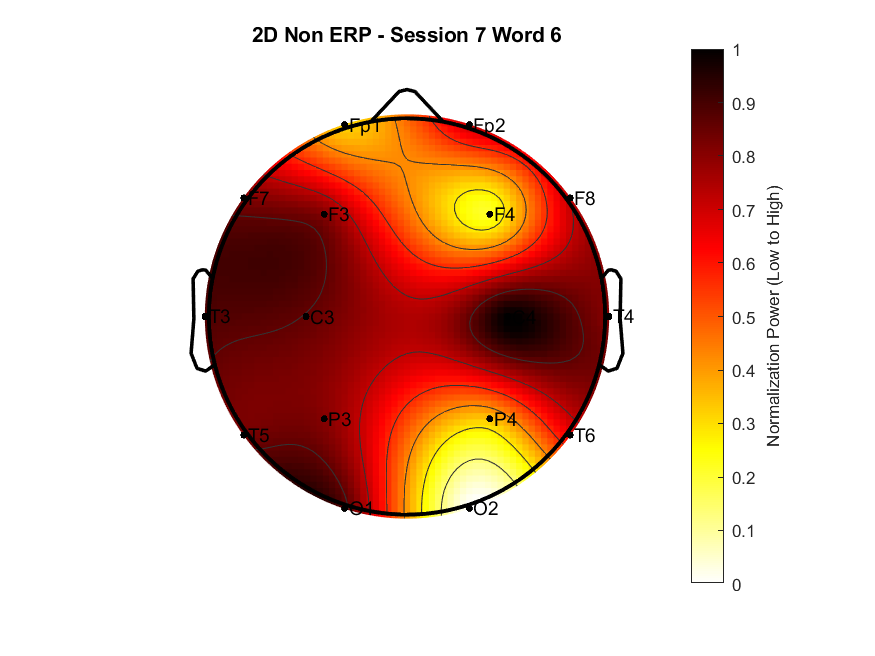 2D Non ERP - Session 7 Word 6
Fp1 Fp2
F7 F3 F4 F8
T3 C3 T4
T5 P3 P4 T6
O1 O2
1
0.9
0.8
0.7
0.6
0.5
0.4
0.3
0.2
0.1
0
Normalization Power (Low to High)